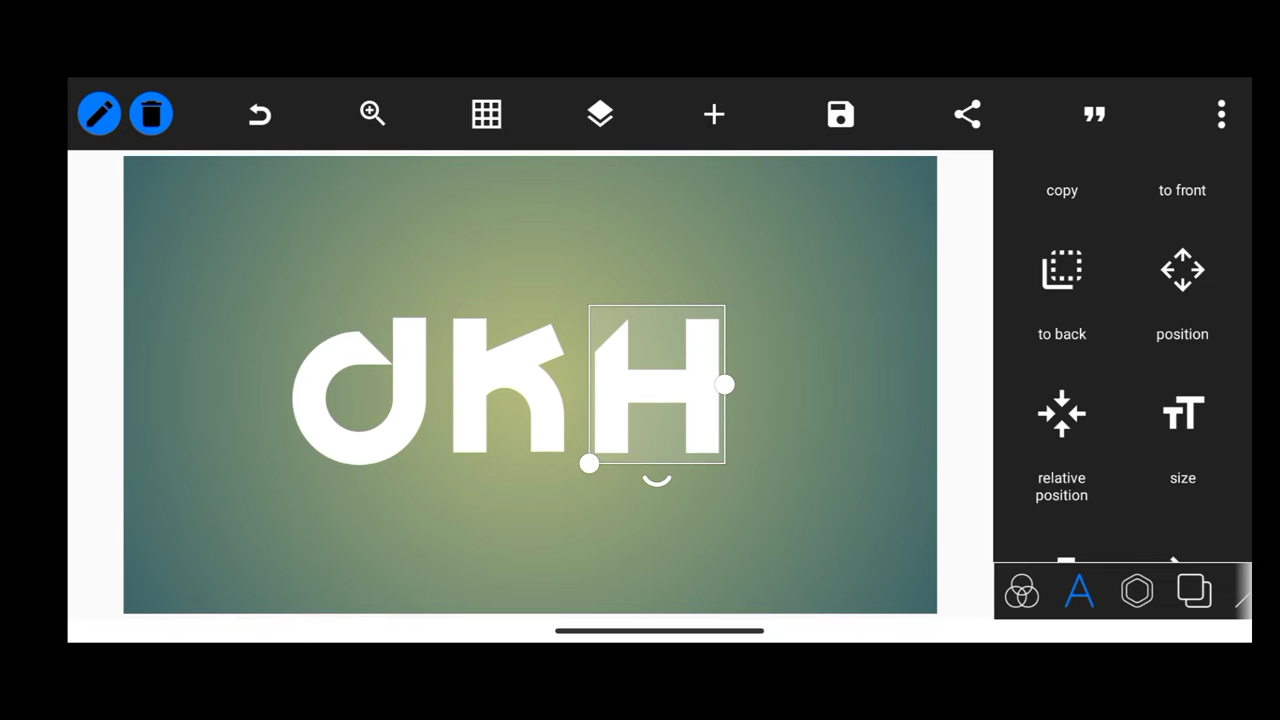 copy to front
dkH
to back position
relative position size